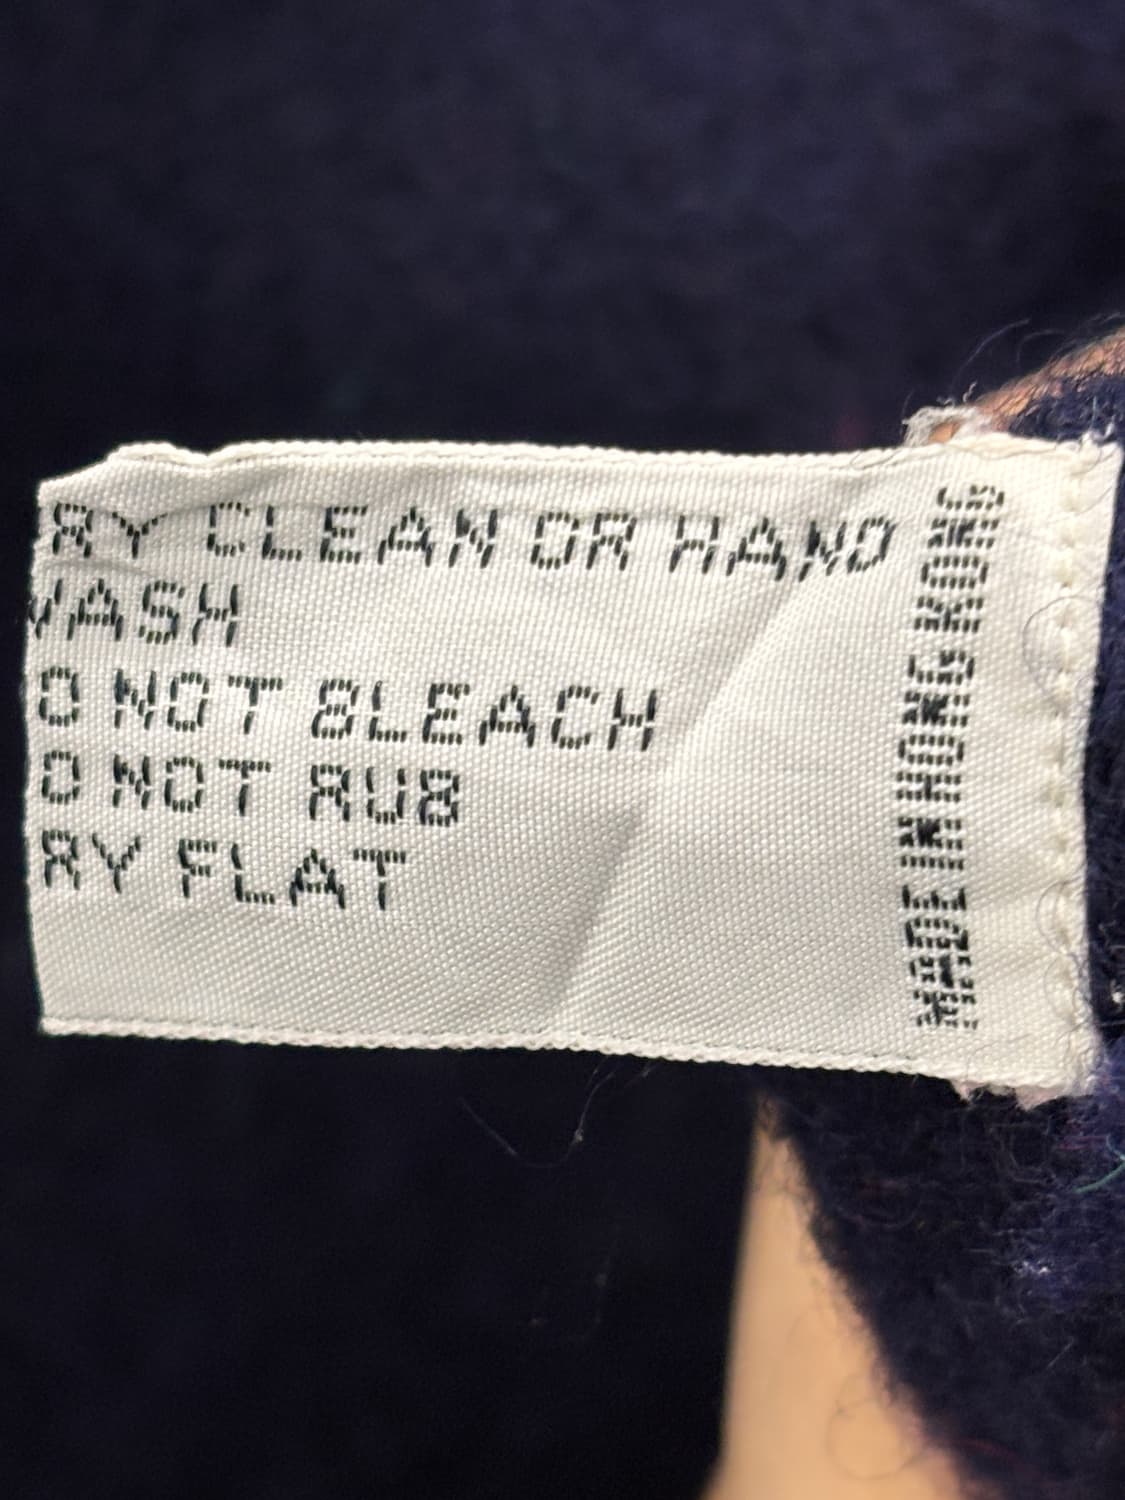 RY CLEAN OR HAND
WASH
O NOT BLEACH
O NOT RUB
RY FLAT
MADE IN HONG KONG